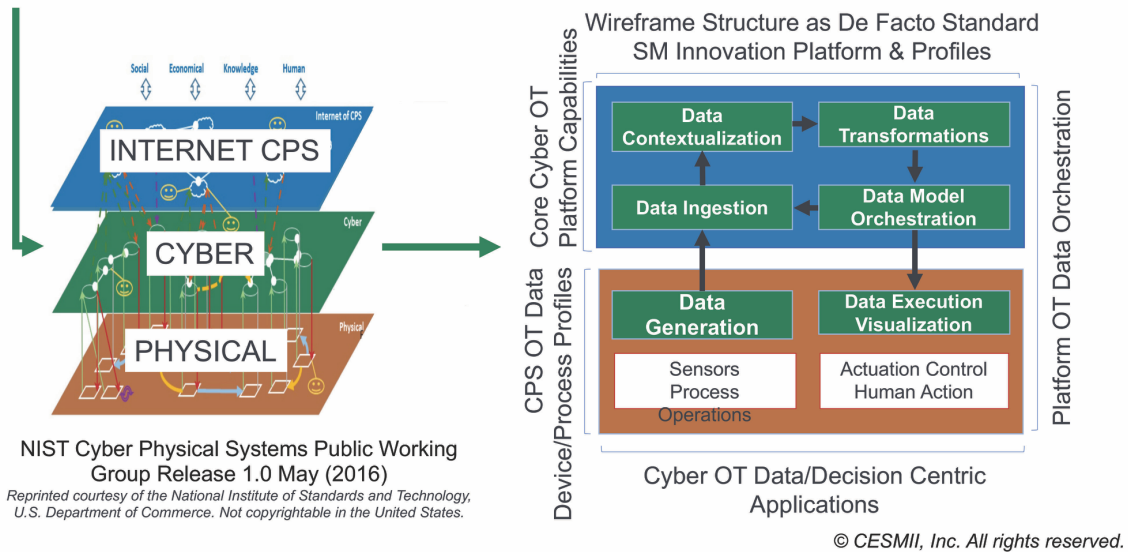 Social Economical Knowledge Human
Internet of CPS
INTERNET CPS
Cyber
CYBER
Physical
PHYSICAL
NIST Cyber Physical Systems Public Working
Group Release 1.0 May (2016)
Reprinted courtesy of the National Institute of Standards and Technology,
U.S. Department of Commerce. Not copyrightable in the United States.
Wireframe Structure as De Facto Standard
SM Innovation Platform & Profiles
Core Cyber OT
Platform Capabilities
Data
Contextualization
Data
Transformations
Data Ingestion
Data Model
Orchestration
CPS OT Data
Device/Process Profiles
Data
Generation
Data Execution
Visualization
Sensors
Process
Operations
Actuation Control
Human Action
Platform OT Data Orchestration
Cyber OT Data/Decision Centric
Applications
© CESMII, Inc. All rights reserved.